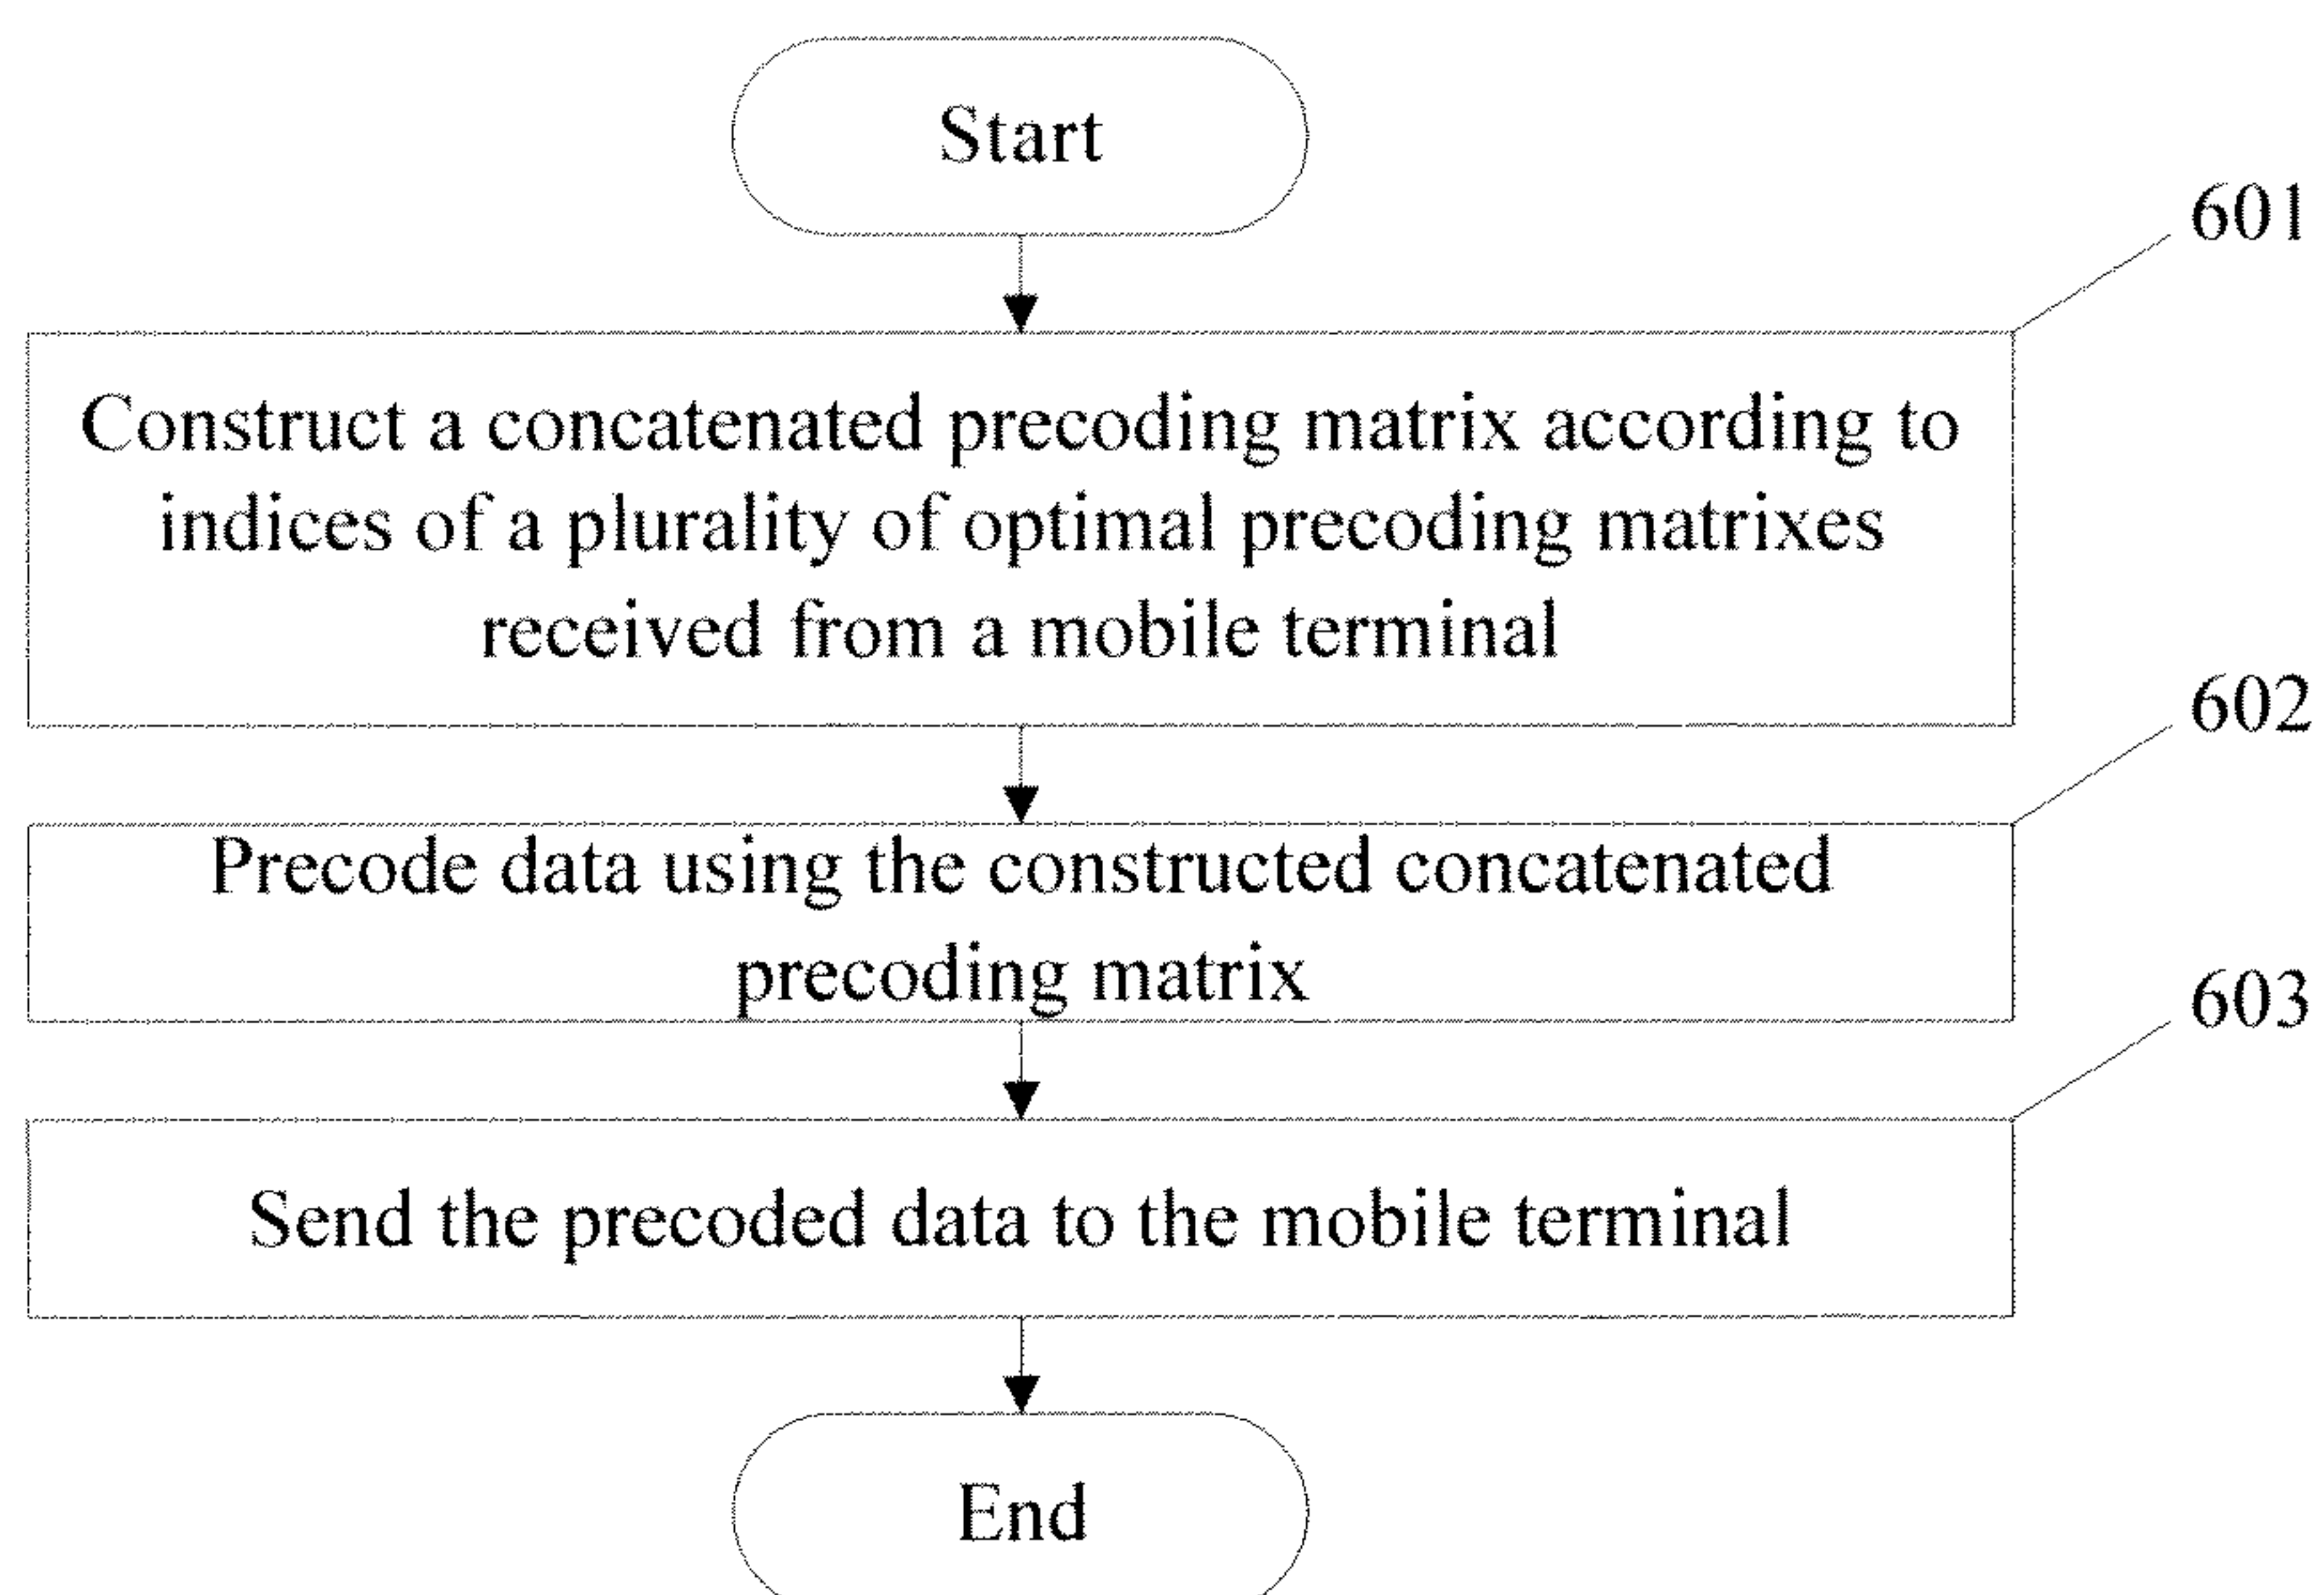 Start
601
Construct a concatenated precoding matrix according to
indices of a plurality of optimal precoding matrixes
received from a mobile terminal
602
Precode data using the constructed concatenated
precoding matrix
603
Send the precoded data to the mobile terminal
End